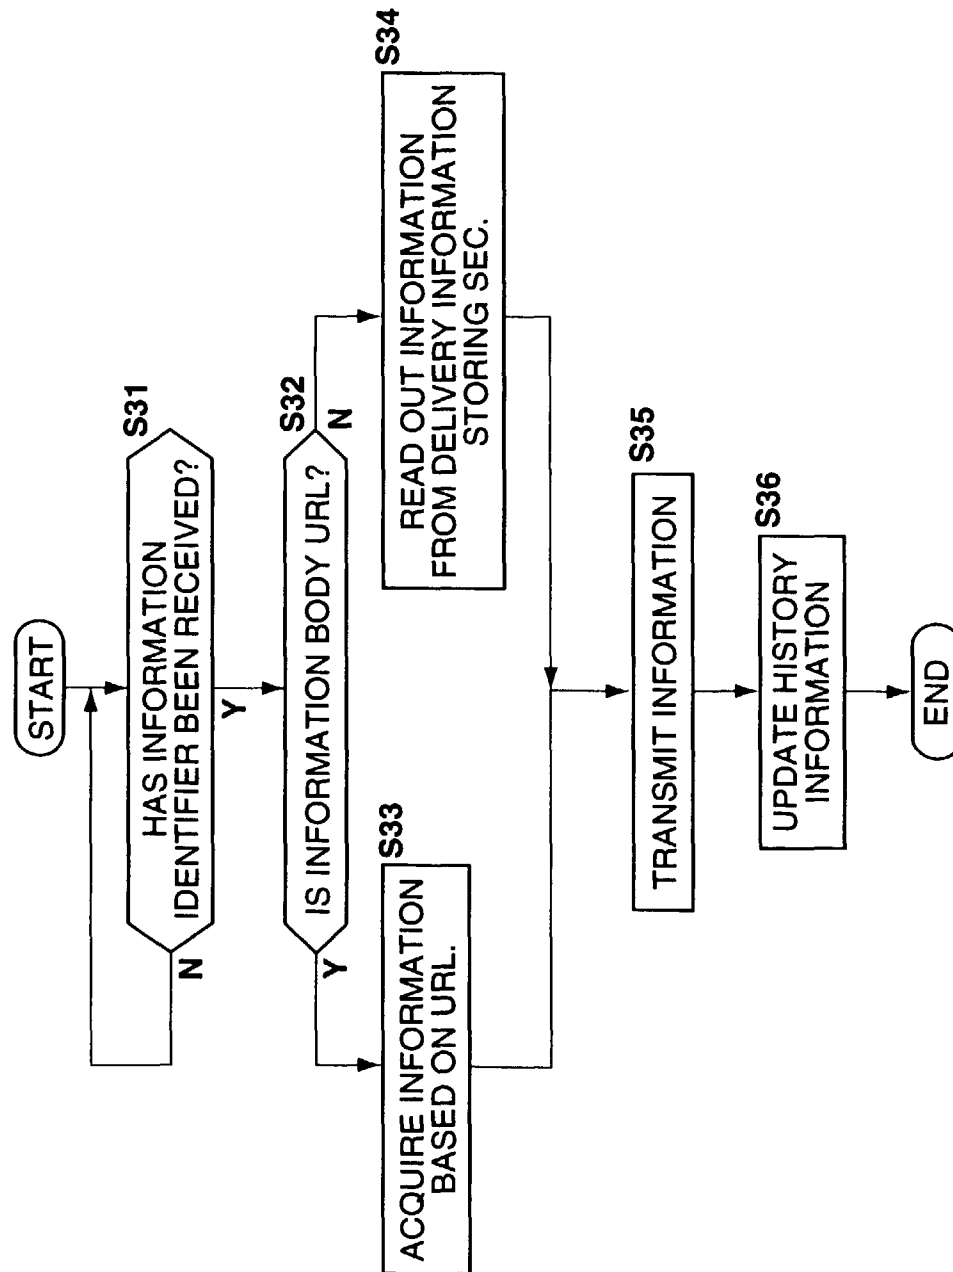 START
S31
HAS INFORMATION
IDENTIFIER BEEN RECEIVED?
N
Y
S32
IS INFORMATION BODY URL?
Y
N
S33
ACQUIRE INFORMATION
BASED ON URL.
S34
READ OUT INFORMATION
FROM DELIVERY INFORMATION
STORING SEC.
S35
TRANSMIT INFORMATION
S36
UPDATE HISTORY
INFORMATION
END